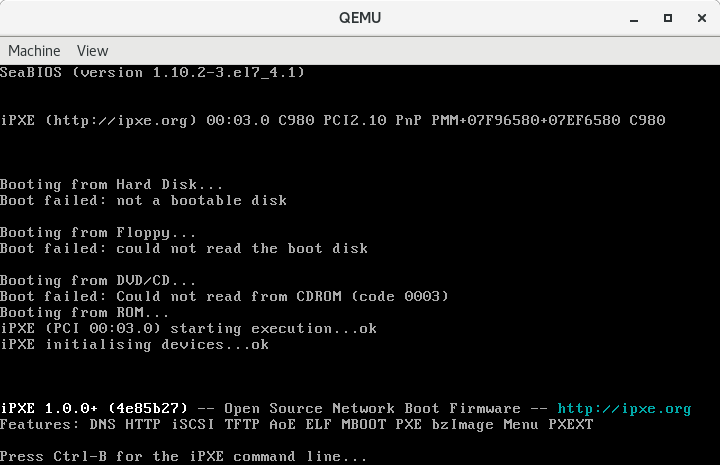 QEMU
Machine View
SeaBIOS (version 1.10.2-3.el7_4.1)
iPXE (http://ipxe.org) 00:03.0 C980 PCI2.10 PnP PMM+07F96580+07EF6580 C980
Booting from Hard Disk...
Boot failed: not a bootable disk
Booting from Floppy...
Boot failed: could not read the boot disk
Booting from DVD/CD...
Boot failed: Could not read from CDROM (code 0003)
Booting from ROM...
iPXE (PCI 00:03.0) starting execution...ok
iPXE initialising devices...ok
iPXE 1.0.0+ (4e85b27) -- Open Source Network Boot Firmware -- http://ipxe.org
Features: DNS HTTP iSCSI TFTP AoE ELF MBOOT PXE bzImage Menu PXEXT
Press Ctrl-B for the iPXE command line...